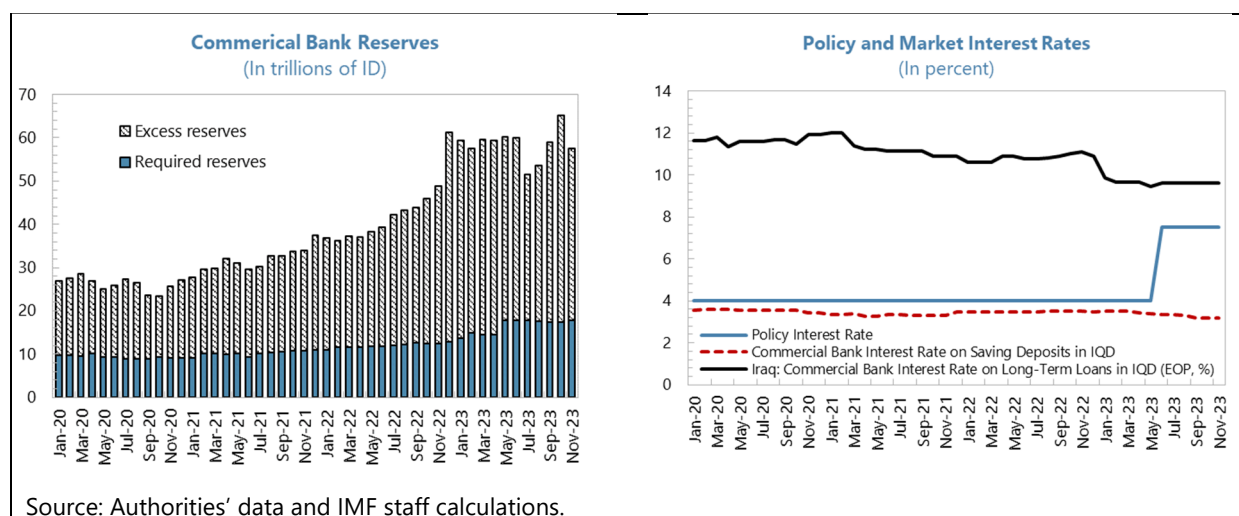 Commerical Bank Reserves
(In trillions of ID)
70
60
50
40
30
20
10
0
Excess reserves
Required reserves
Jan-20
Mar-20
May-20
Jul-20
Sep-20
Nov-20
Jan-21
Mar-21
May-21
Jul-21
Sep-21
Nov-21
Jan-22
Mar-22
May-22
Jul-22
Sep-22
Nov-22
Jan-23
Mar-23
May-23
Jul-23
Sep-23
Nov-23
Policy and Market Interest Rates
(In percent)
14
12
10
8
6
4
2
0
Policy Interest Rate
Commercial Bank Interest Rate on Saving Deposits in IQD
Iraq: Commercial Bank Interest Rate on Long-Term Loans in IQD (EOP, %)
Jan-20
Mar-20
May-20
Jul-20
Sep-20
Nov-20
Jan-21
Mar-21
May-21
Jul-21
Sep-21
Nov-21
Jan-22
Mar-22
May-22
Jul-22
Sep-22
Nov-22
Jan-23
Mar-23
May-23
Jul-23
Sep-23
Nov-23
Source: Authorities’ data and IMF staff calculations.